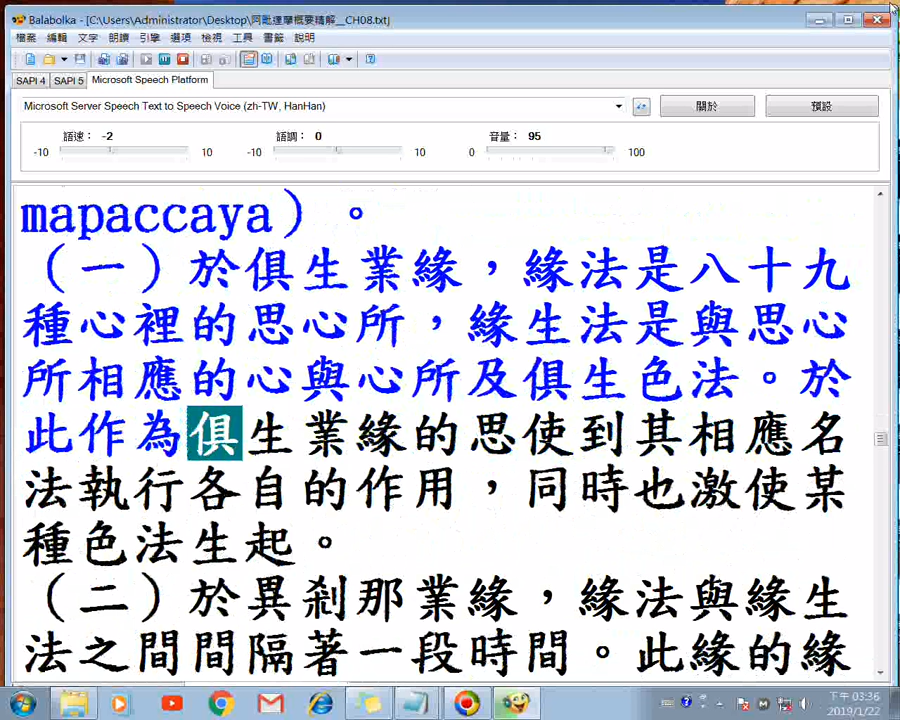 Balabolka - [C:\Users\Administrator\Desktop\阿毗達摩概要精解__CH08.txt]
檔案 編輯 文字 朗讀 引擎 選項 檢視 工具 書籤 說明
SAPI 4 SAPI 5 Microsoft Speech Platform
Microsoft Server Speech Text to Speech Voice (zh-TW, HanHan) 關於 預設
語速： -2 語調： 0 音量： 95
-10 10 -10 10 0 100
mapaccaya）。
（一）於俱生業緣，緣法是八十九
種心裡的思心所，緣生法是與思心
所相應的心與心所及俱生色法。於
此作為俱生業緣的思使到其相應名
法執行各自的作用，同時也激使某
種色法生起。
（二）於異剎那業緣，緣法與緣生
法之間間隔著一段時間。此緣的緣
下午 03:36
2019/1/22